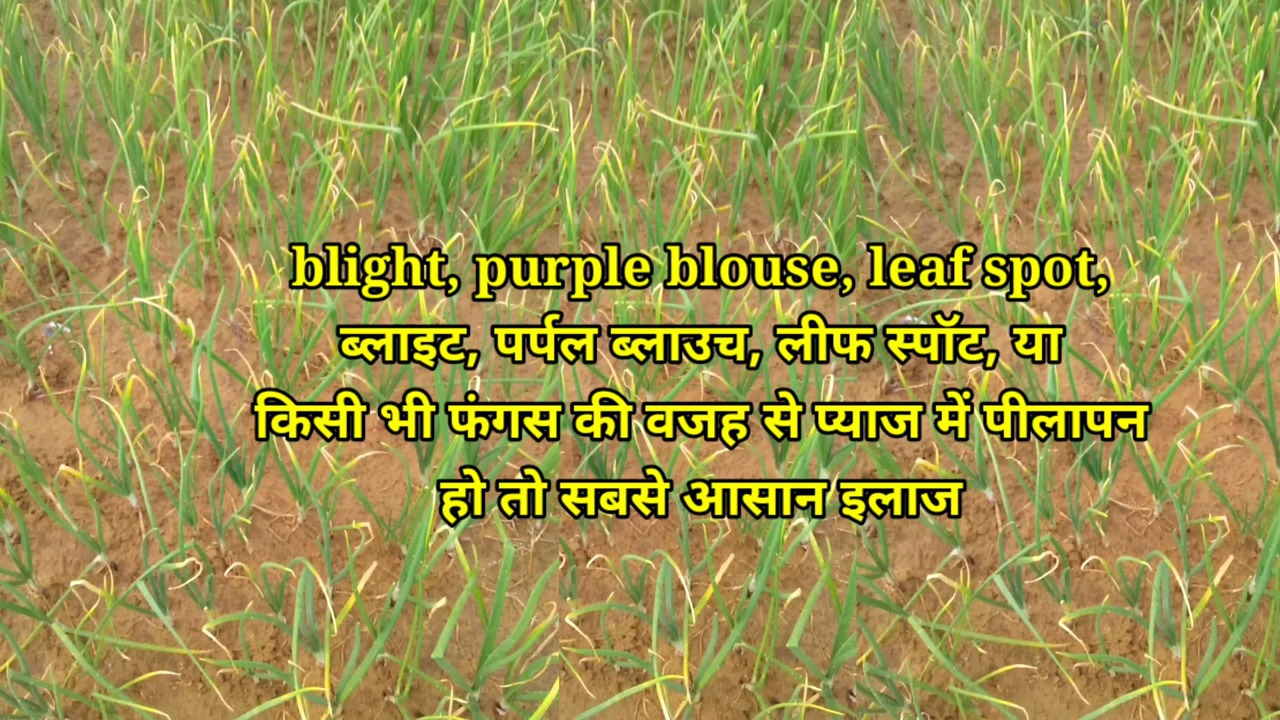 blight, purple blouse, leaf spot,
ब्लाइट, पर्पल ब्लाउच, लीफ स्पॉट, या
किसी भी फंगस की वजह से प्याज में पीलापन
हो तो सबसे आसान इलाज